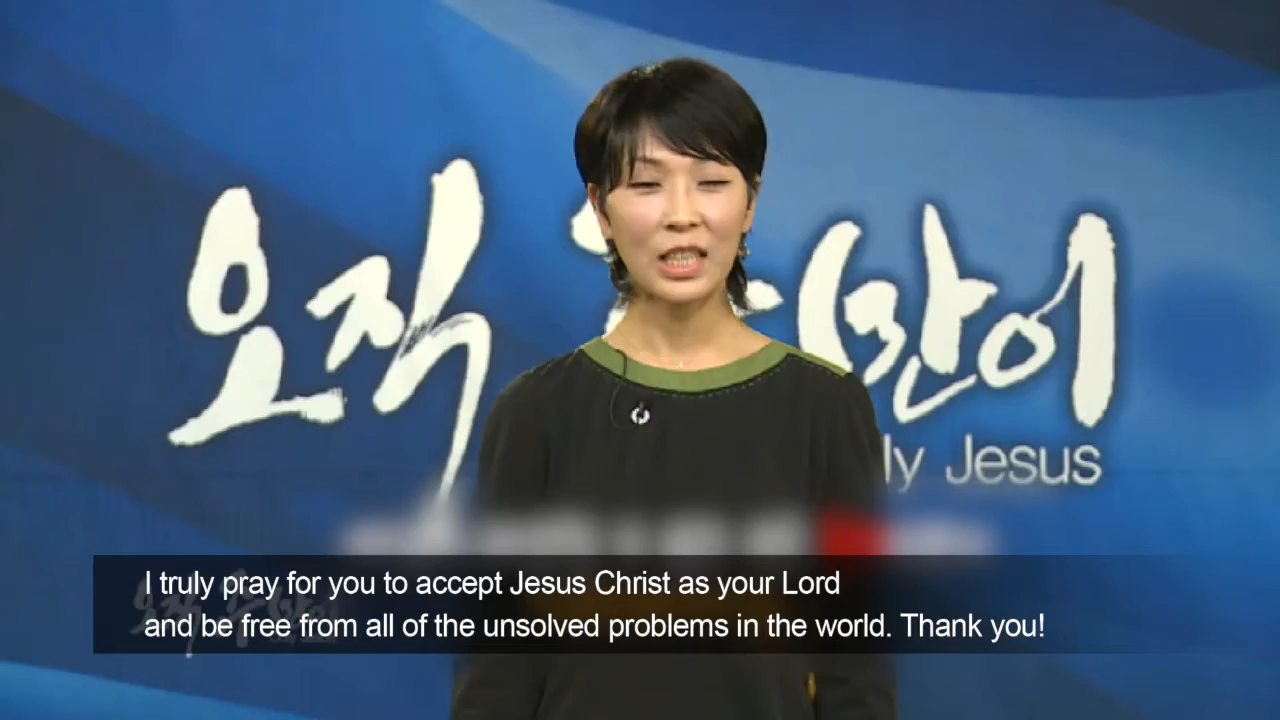 오직
만이
ly Jesus
I truly pray for you to accept Jesus Christ as your Lord
and be free from all of the unsolved problems in the world. Thank you!